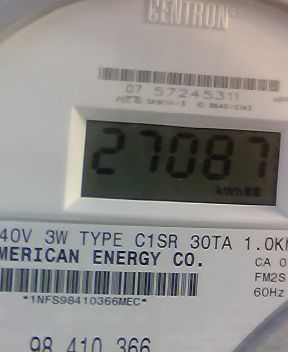 CENTRON®
07 57245311
27087
kWh
40V 3W TYPE C1SR 30TA 1.0K
MERICAN ENERGY CO.
CA 0
FM2S
60Hz
*1NFS98410366MEC*
98 410 366